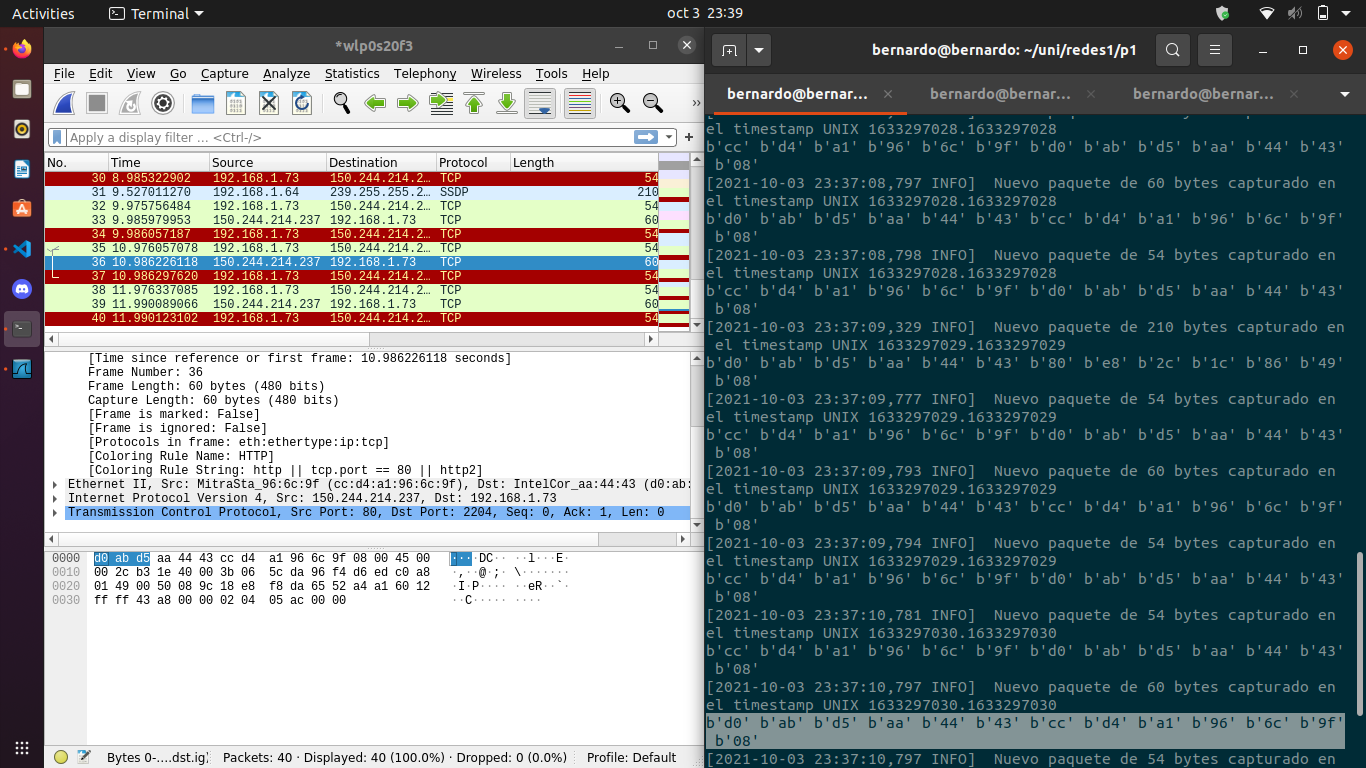 Activities
Terminal
oct 3 23:39
*wlp0s20f3
File Edit View Go Capture Analyze Statistics Telephony Wireless Tools Help
Apply a display filter … <Ctrl-/>
No. Time Source Destination Protocol Length
30 8.985322902 192.168.1.73 150.244.214.2… TCP 54
31 9.527011270 192.168.1.64 239.255.255.2… SSDP 210
32 9.975756484 192.168.1.73 150.244.214.2… TCP 54
33 9.985979953 150.244.214.237 192.168.1.73 TCP 60
34 9.986057187 192.168.1.73 150.244.214.2… TCP 54
35 10.976057078 192.168.1.73 150.244.214.2… TCP 54
36 10.986226118 150.244.214.237 192.168.1.73 TCP 60
37 10.986297620 192.168.1.73 150.244.214.2… TCP 54
38 11.976337085 192.168.1.73 150.244.214.2… TCP 54
39 11.990089066 150.244.214.237 192.168.1.73 TCP 60
40 11.990123102 192.168.1.73 150.244.214.2… TCP 54
[Time since reference or first frame: 10.986226118 seconds]
Frame Number: 36
Frame Length: 60 bytes (480 bits)
Capture Length: 60 bytes (480 bits)
[Frame is marked: False]
[Frame is ignored: False]
[Protocols in frame: eth:ethertype:ip:tcp]
[Coloring Rule Name: HTTP]
[Coloring Rule String: http || tcp.port == 80 || http2]
Ethernet II, Src: MitraSta_96:6c:9f (cc:d4:a1:96:6c:9f), Dst: IntelCor_aa:44:43 (d0:ab:
Internet Protocol Version 4, Src: 150.244.214.237, Dst: 192.168.1.73
Transmission Control Protocol, Src Port: 80, Dst Port: 2204, Seq: 0, Ack: 1, Len: 0
0000 d0 ab d5 aa 44 43 cc d4 a1 96 6c 9f 08 00 45 00 ····DC·· ··l···E·
0010 00 2c b3 1e 40 00 3b 06 5c da 96 f4 d6 ed c0 a8 ·,··@·;· \·······
0020 01 49 00 50 08 9c 18 e8 f8 da 65 52 a4 a1 60 12 ·I·P···· ··eR··`·
0030 ff ff 43 a8 00 00 02 04 05 ac 00 00 ··C····· ····
Bytes 0-….dst.ig) Packets: 40 · Displayed: 40 (100.0%) · Dropped: 0 (0.0%) Profile: Default
bernardo@bernardo: ~/uni/redes1/p1
bernardo@bernar… bernardo@bernar… bernardo@bernar…
el timestamp UNIX 1633297028.1633297028
b'cc' b'd4' b'a1' b'96' b'6c' b'9f' b'd0' b'ab' b'd5' b'aa' b'44' b'43'
b'08'
[2021-10-03 23:37:08,797 INFO] Nuevo paquete de 60 bytes capturado en
el timestamp UNIX 1633297028.1633297028
b'd0' b'ab' b'd5' b'aa' b'44' b'43' b'cc' b'd4' b'a1' b'96' b'6c' b'9f'
b'08'
[2021-10-03 23:37:08,798 INFO] Nuevo paquete de 54 bytes capturado en
el timestamp UNIX 1633297028.1633297028
b'cc' b'd4' b'a1' b'96' b'6c' b'9f' b'd0' b'ab' b'd5' b'aa' b'44' b'43'
b'08'
[2021-10-03 23:37:09,329 INFO] Nuevo paquete de 210 bytes capturado en
el timestamp UNIX 1633297029.1633297029
b'd0' b'ab' b'd5' b'aa' b'44' b'43' b'80' b'e8' b'2c' b'1c' b'86' b'49'
b'08'
[2021-10-03 23:37:09,777 INFO] Nuevo paquete de 54 bytes capturado en
el timestamp UNIX 1633297029.1633297029
b'cc' b'd4' b'a1' b'96' b'6c' b'9f' b'd0' b'ab' b'd5' b'aa' b'44' b'43'
b'08'
[2021-10-03 23:37:09,793 INFO] Nuevo paquete de 60 bytes capturado en
el timestamp UNIX 1633297029.1633297029
b'd0' b'ab' b'd5' b'aa' b'44' b'43' b'cc' b'd4' b'a1' b'96' b'6c' b'9f'
b'08'
[2021-10-03 23:37:09,794 INFO] Nuevo paquete de 54 bytes capturado en
el timestamp UNIX 1633297029.1633297029
b'cc' b'd4' b'a1' b'96' b'6c' b'9f' b'd0' b'ab' b'd5' b'aa' b'44' b'43'
b'08'
[2021-10-03 23:37:10,781 INFO] Nuevo paquete de 54 bytes capturado en
el timestamp UNIX 1633297030.1633297030
b'cc' b'd4' b'a1' b'96' b'6c' b'9f' b'd0' b'ab' b'd5' b'aa' b'44' b'43'
b'08'
[2021-10-03 23:37:10,797 INFO] Nuevo paquete de 60 bytes capturado en
el timestamp UNIX 1633297030.1633297030
b'd0' b'ab' b'd5' b'aa' b'44' b'43' b'cc' b'd4' b'a1' b'96' b'6c' b'9f'
b'08'
[2021-10-03 23:37:10,797 INFO] Nuevo paquete de 54 bytes capturado en